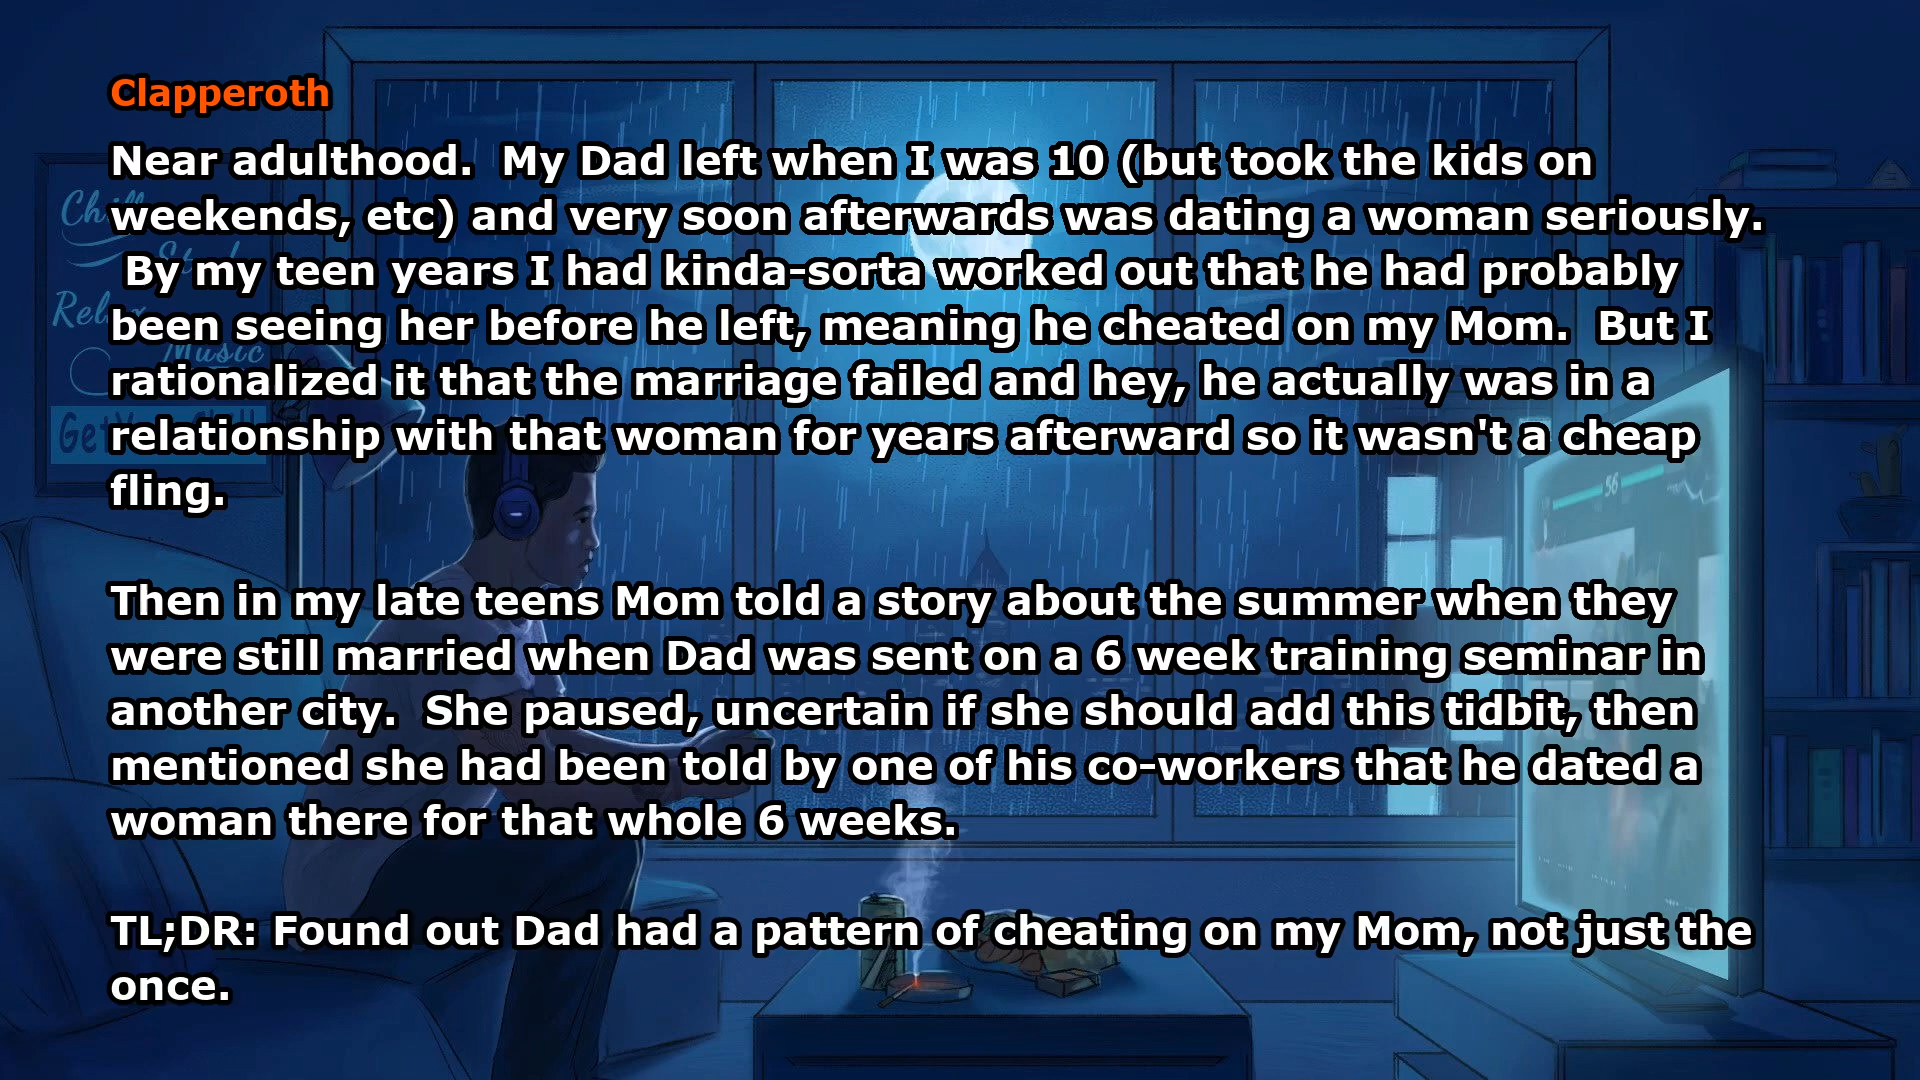 Clapperoth
Near adulthood.  My Dad left when I was 10 (but took the kids on
weekends, etc) and very soon afterwards was dating a woman seriously.
By my teen years I had kinda-sorta worked out that he had probably
been seeing her before he left, meaning he cheated on my Mom.  But I
rationalized it that the marriage failed and hey, he actually was in a
relationship with that woman for years afterward so it wasn't a cheap
fling.
Then in my late teens Mom told a story about the summer when they
were still married when Dad was sent on a 6 week training seminar in
another city.  She paused, uncertain if she should add this tidbit, then
mentioned she had been told by one of his co-workers that he dated a
woman there for that whole 6 weeks.
TL;DR: Found out Dad had a pattern of cheating on my Mom, not just the
once.
Chill
Music
56